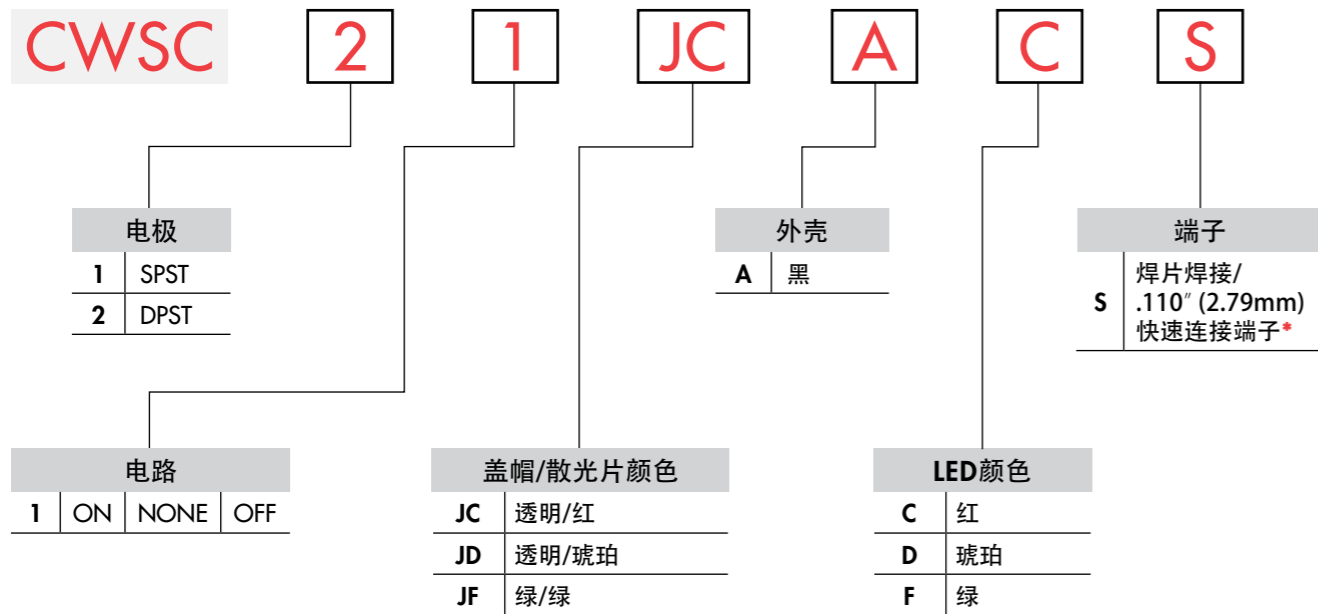 CWSC 2 1 JC A C S
电极
1 SPST
2 DPST
外壳
A 黑
端子
S 焊片焊接/
.110″ (2.79mm)
快速连接端子*
电路
1 ON NONE OFF
盖帽/散光片颜色
JC 透明/红
JD 透明/琥珀
JF 绿/绿
LED颜色
C 红
D 琥珀
F 绿